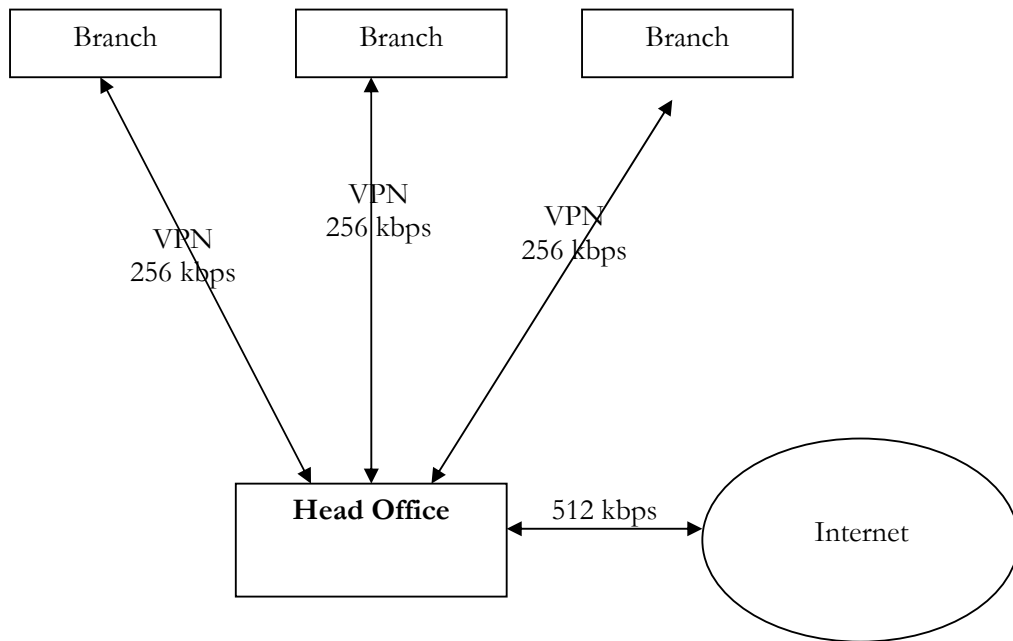 Branch
Branch
Branch
VPN
256 kbps
VPN
256 kbps
VPN
256 kbps
Head Office
512 kbps
Internet